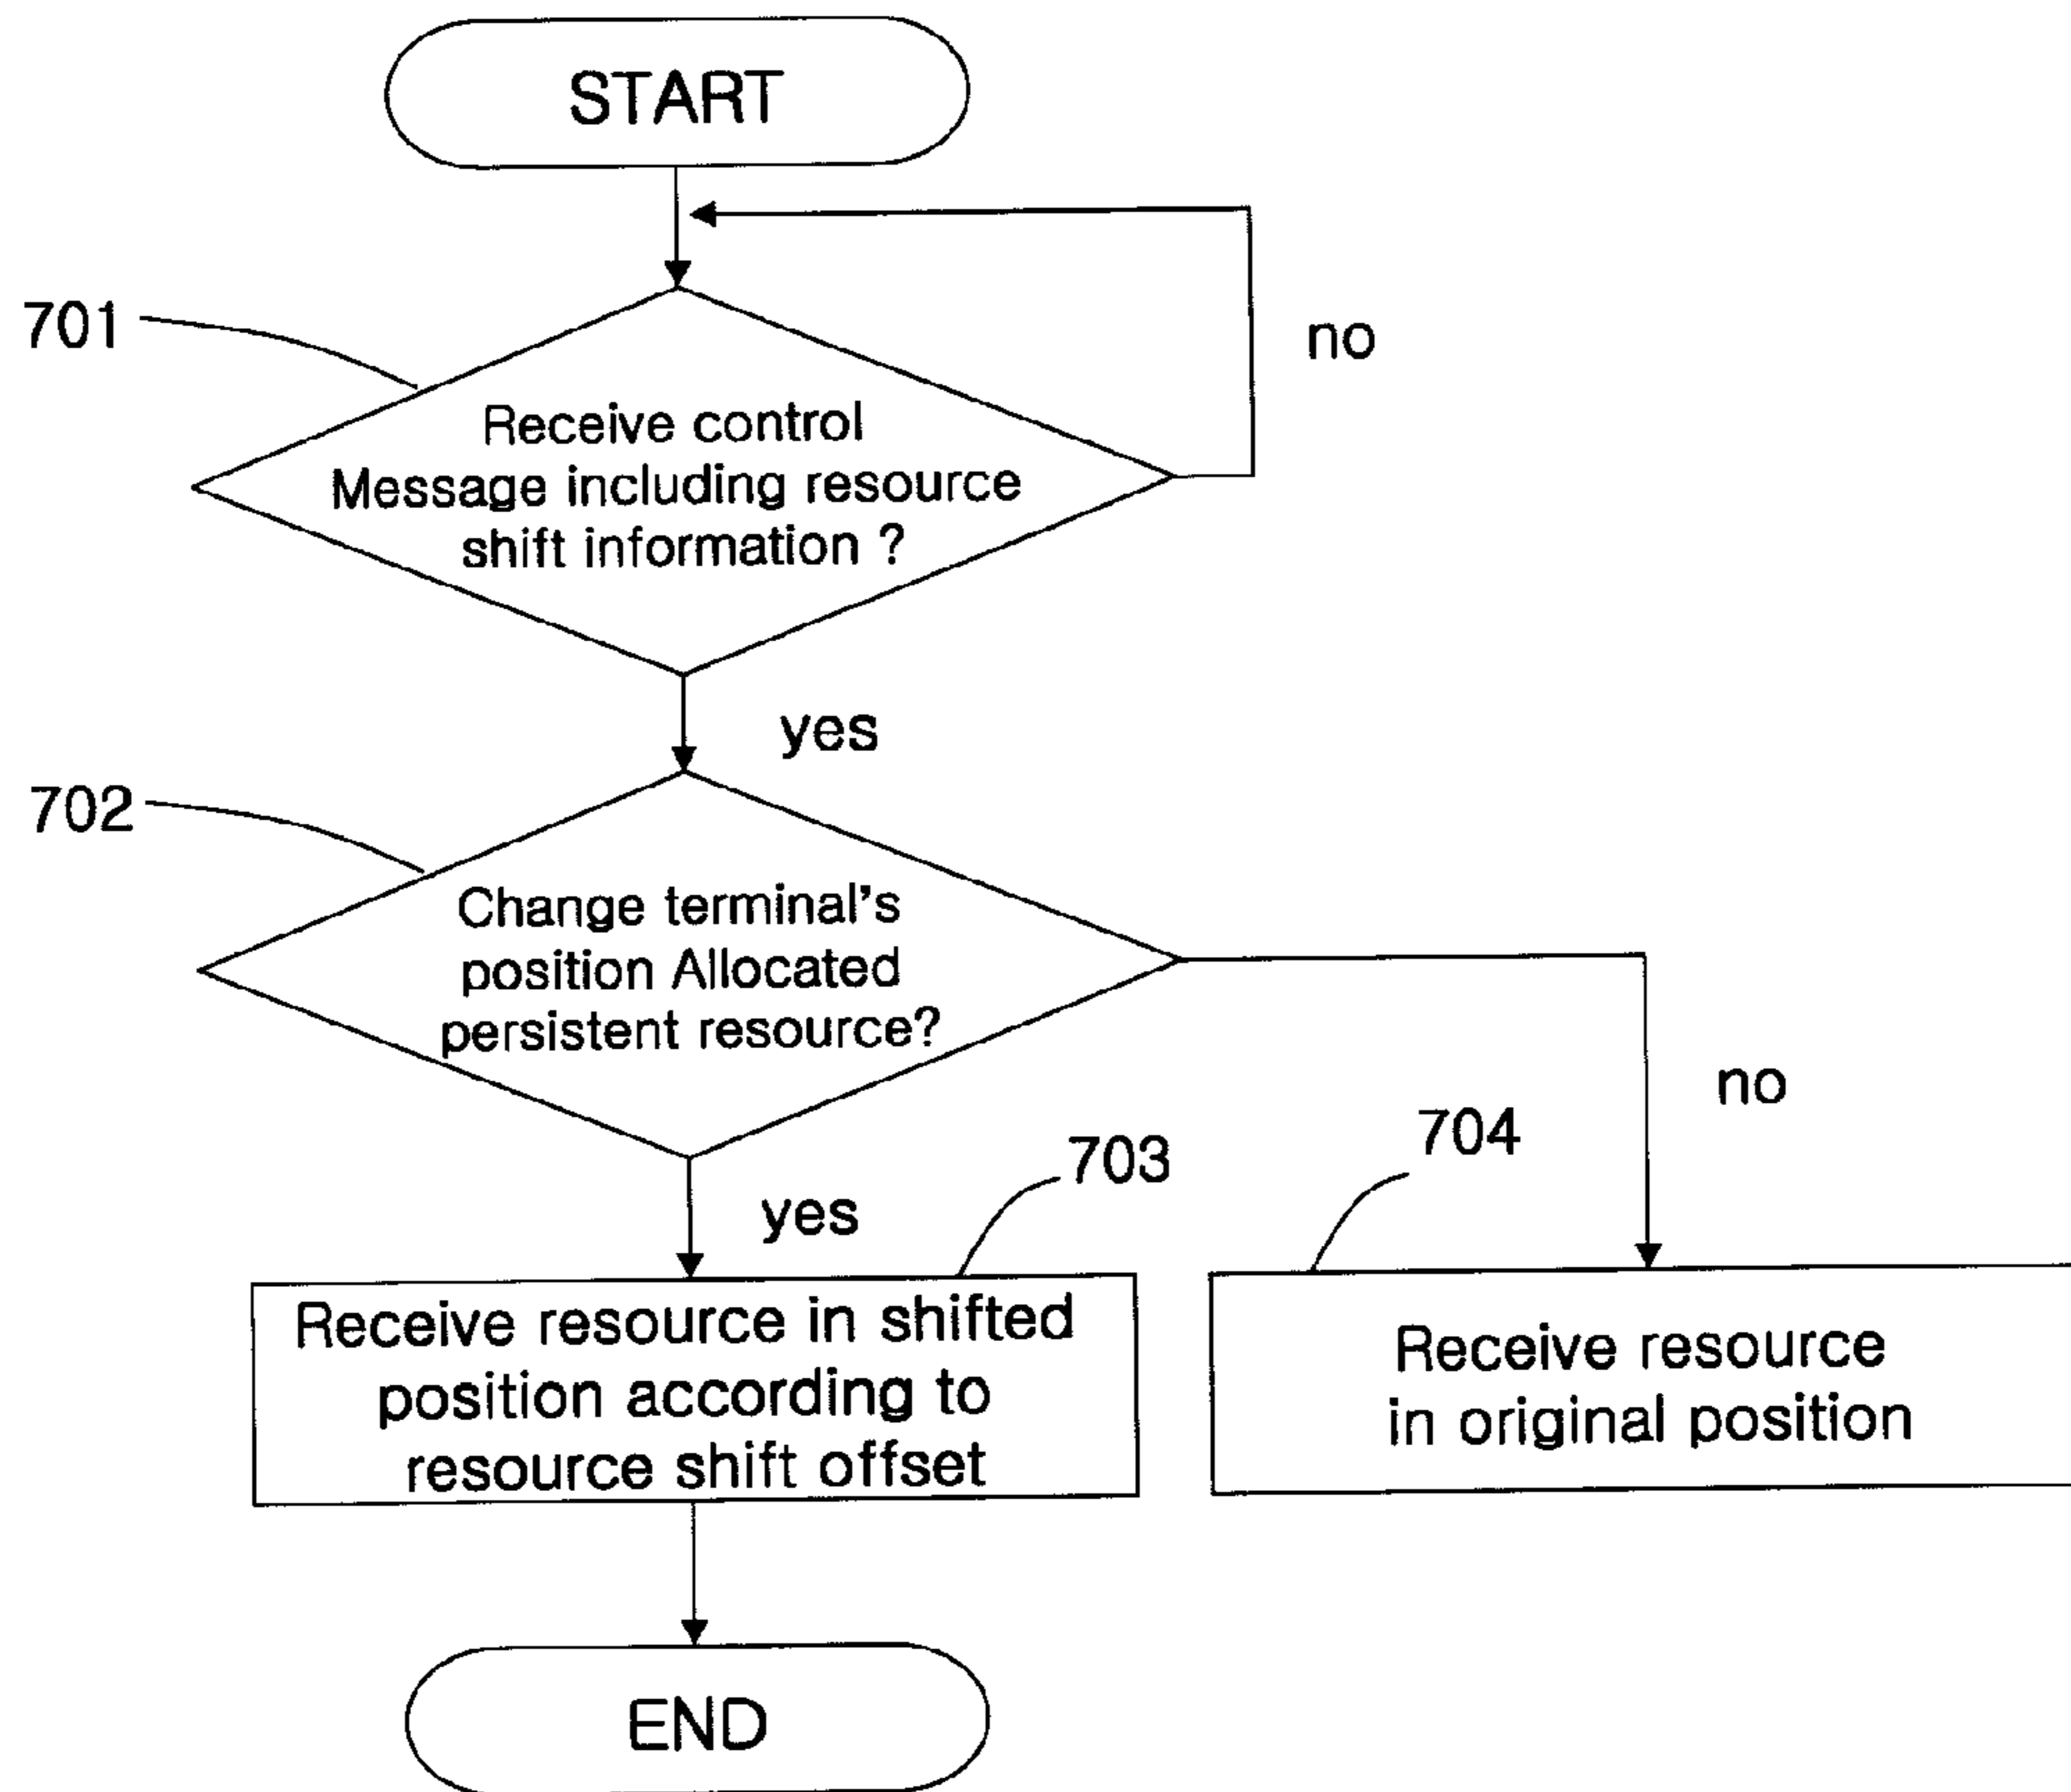 START
701
no
Receive control
Message including resource
shift information ?
yes
702
Change terminal's
position Allocated
persistent resource?
no
703
704
yes
Receive resource in shifted
position according to
resource shift offset
Receive resource
in original position
END